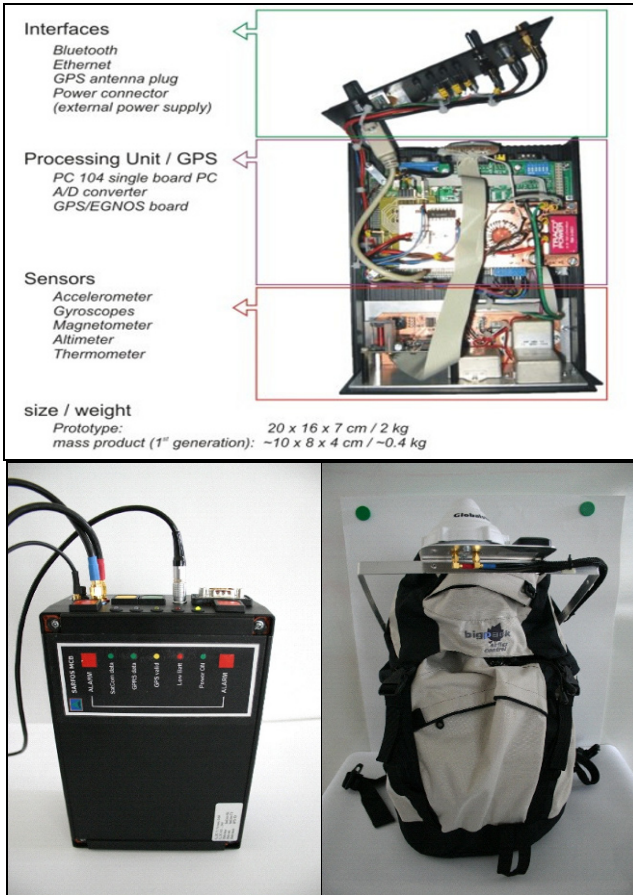 Interfaces
Bluetooth
Ethernet
GPS antenna plug
Power connector
(external power supply)
Processing Unit / GPS
PC 104 single board PC
A/D converter
GPS/EGNOS board
Sensors
Accelerometer
Gyroscopes
Magnetometer
Altimeter
Thermometer
size / weight
Prototype: 20 x 16 x 7 cm / 2 kg
mass product (1st generation): ~10 x 8 x 4 cm / ~0.4 kg
SARFOS MCB
ALARM
SatCom data
GPRS data
GPS valid
Low Batt
Power ON
ALARM
bigpack